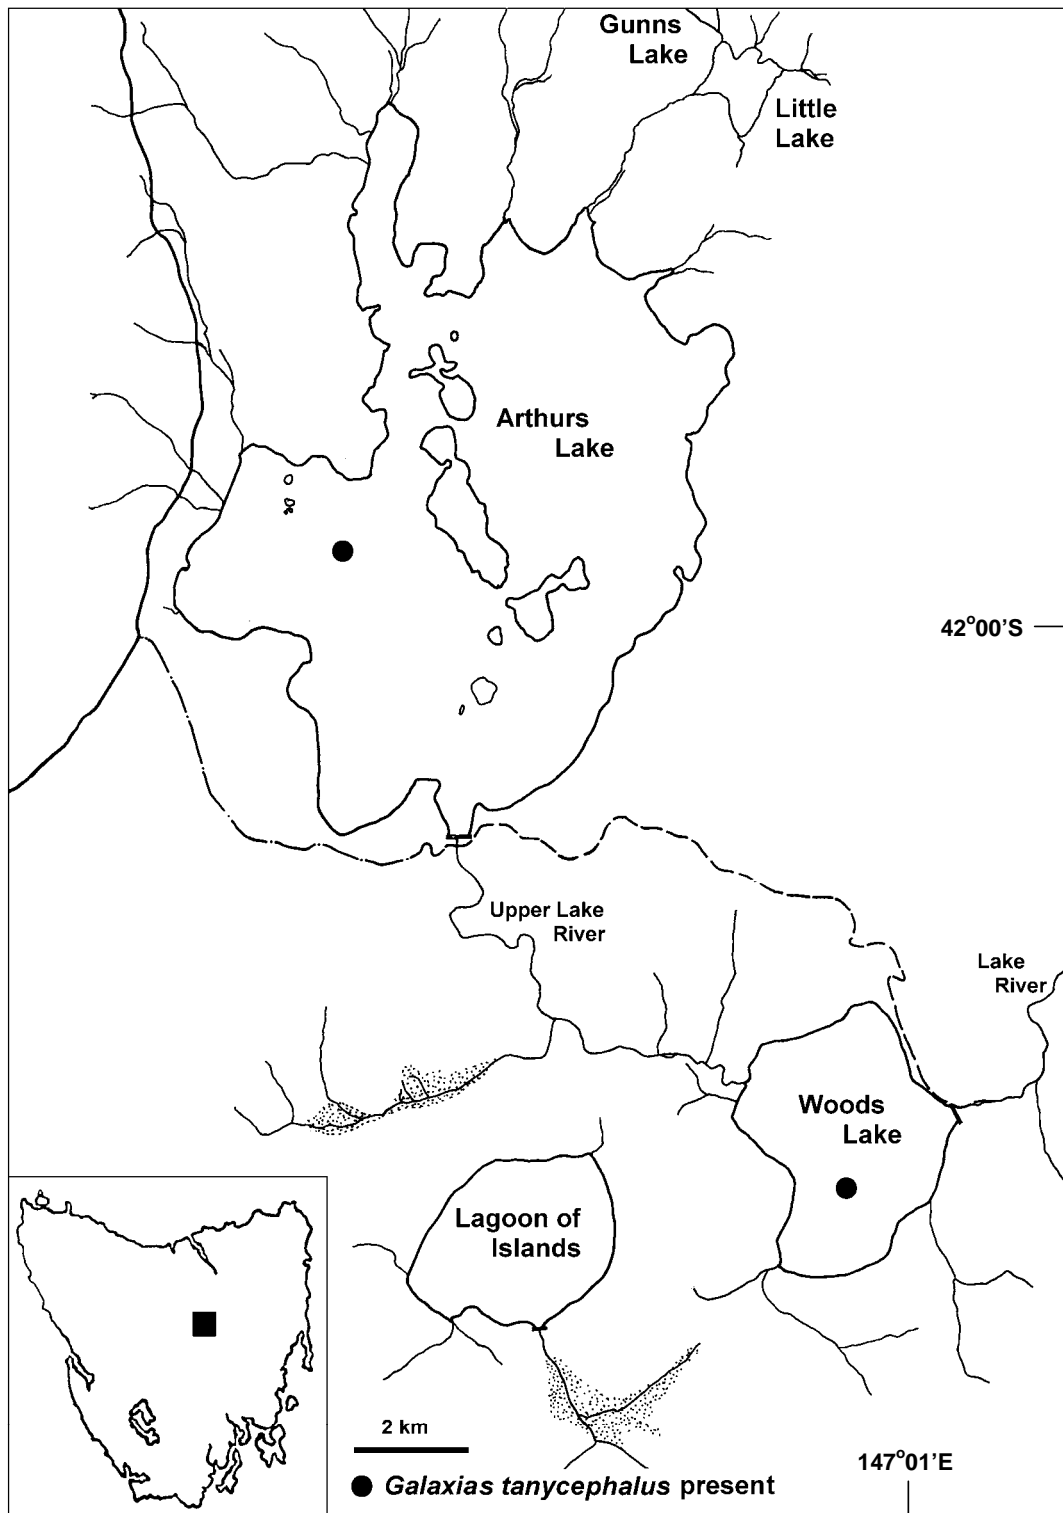 Gunns
Lake
Little
Lake
Arthurs
Lake
42°00'S
Upper Lake
River
Lake
River
Woods
Lake
Lagoon of
Islands
2 km
147°01'E
Galaxias tanycephalus present